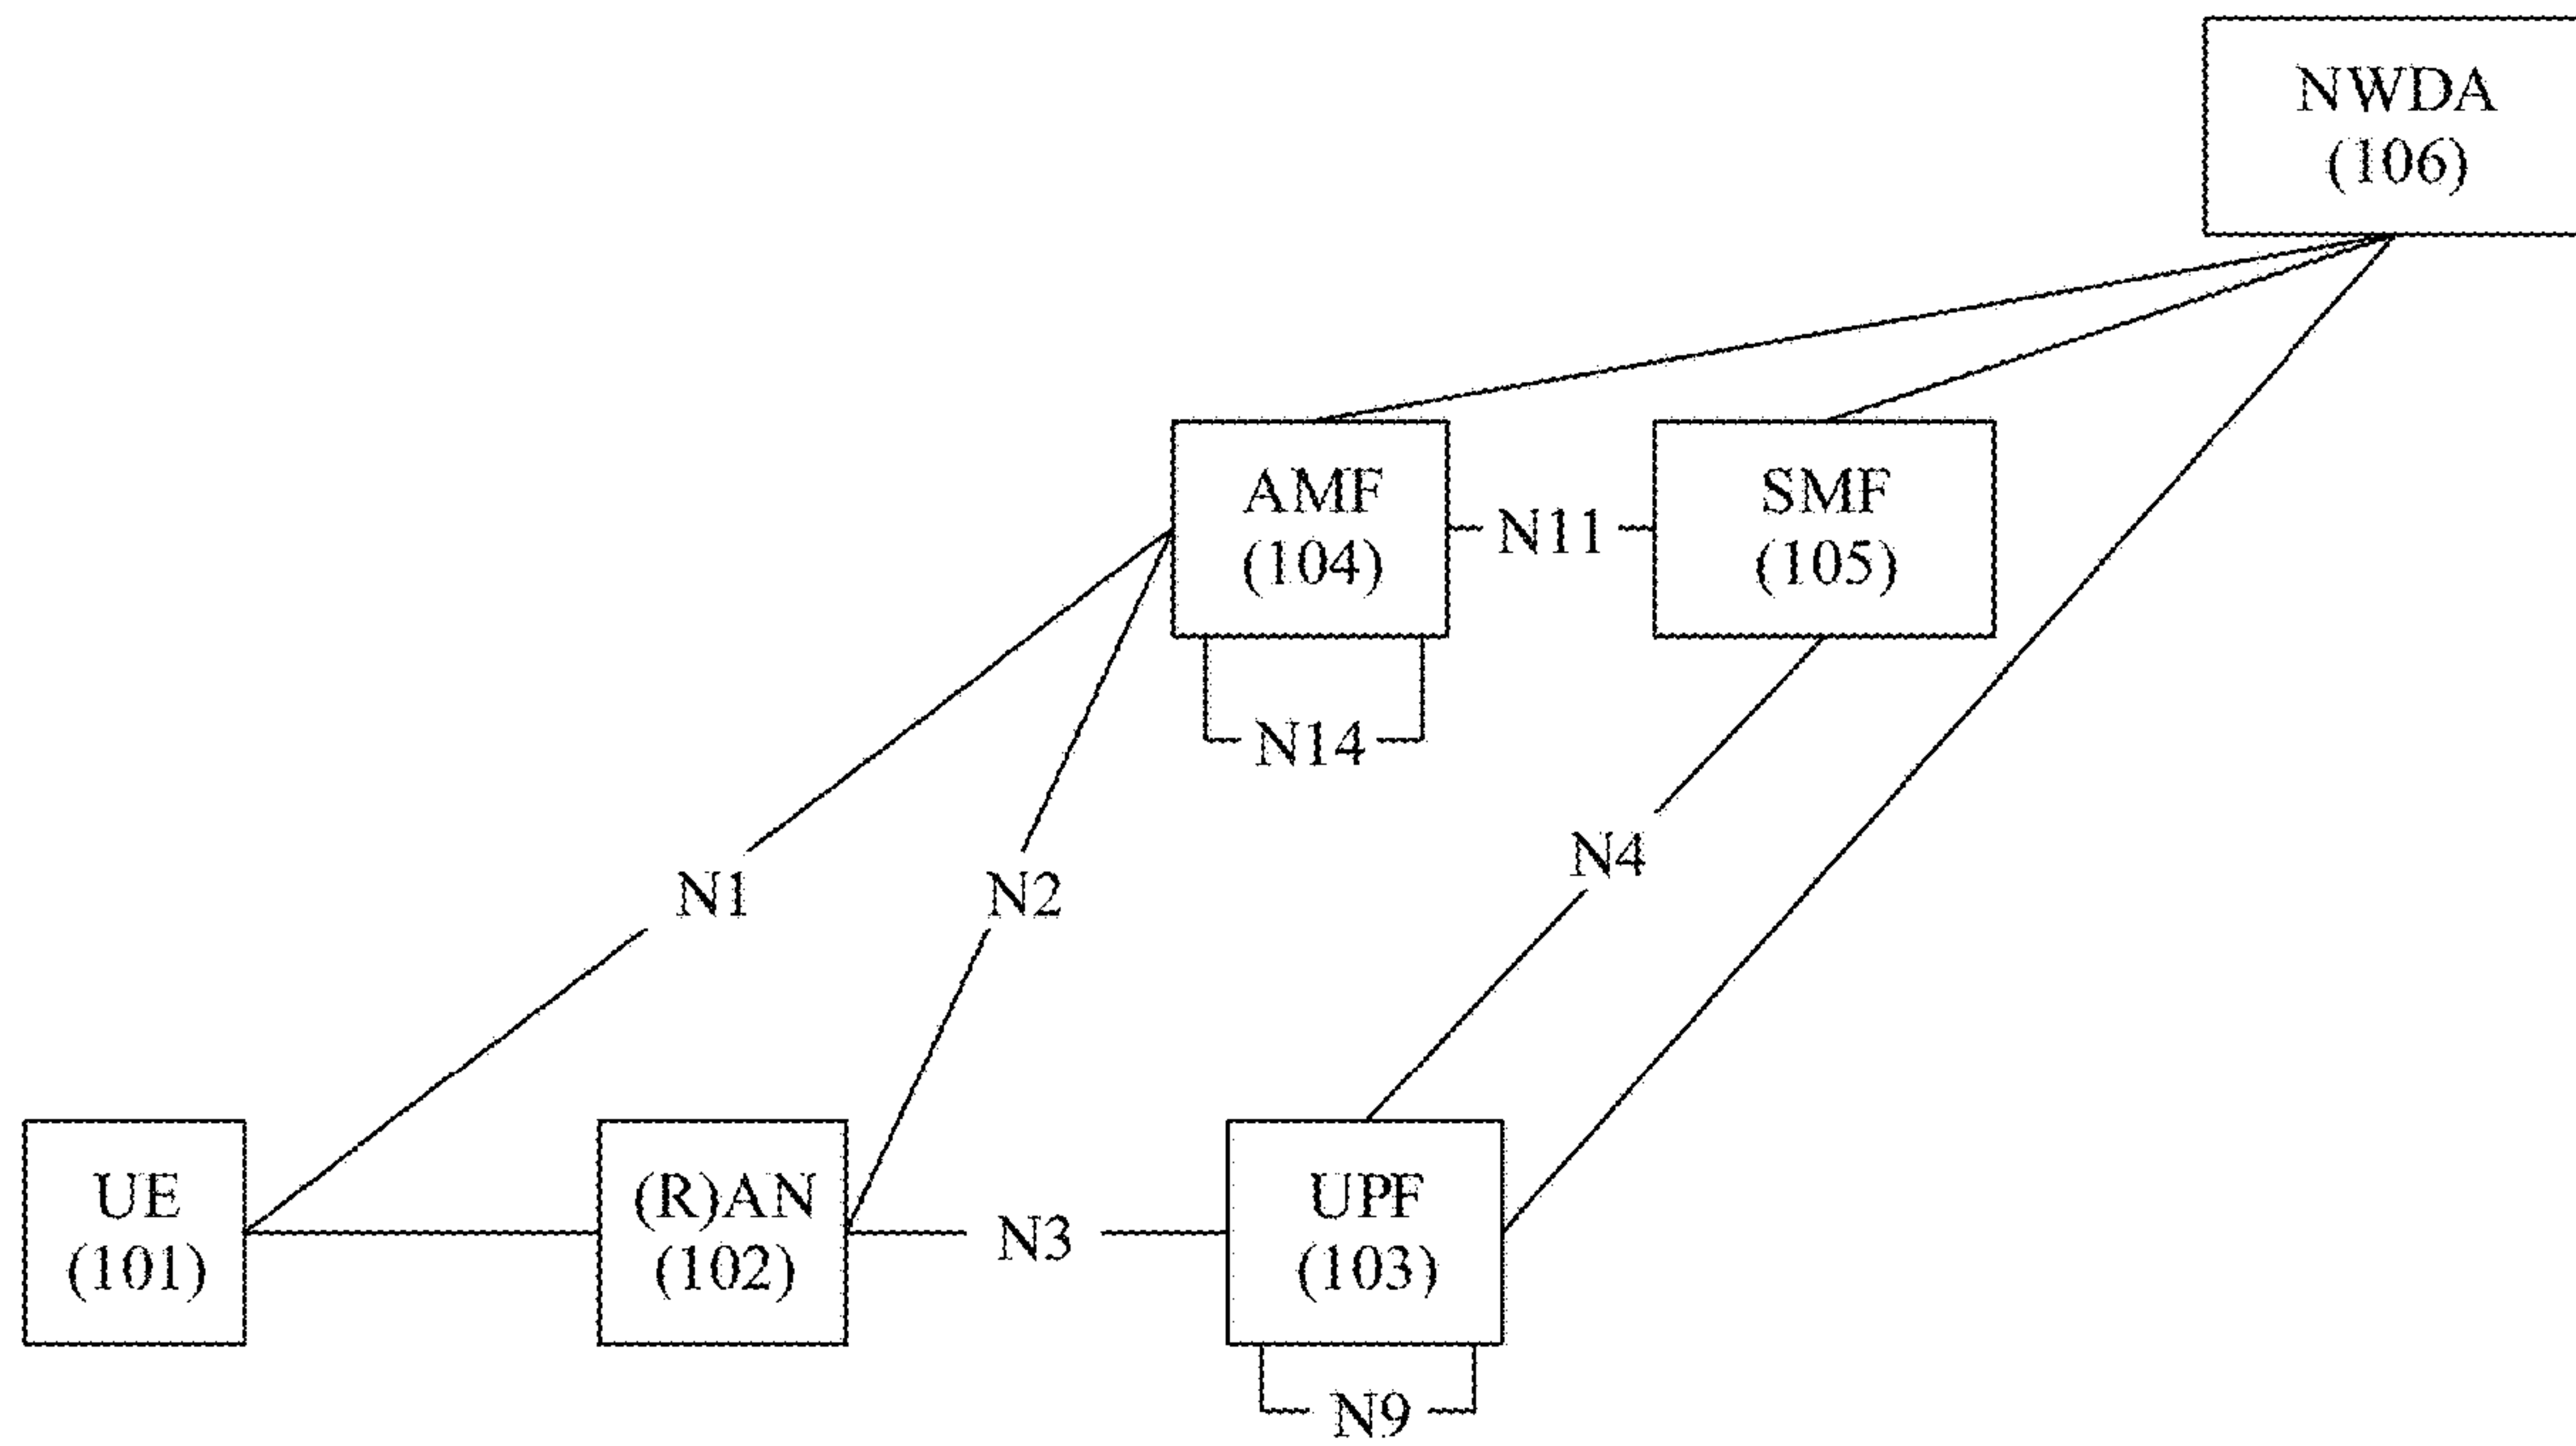 NWDA
(106)
AMF
(104)
N11
SMF
(105)
N14
N4
N1
N2
UE
(101)
(R)AN
(102)
N3
UPF
(103)
N9